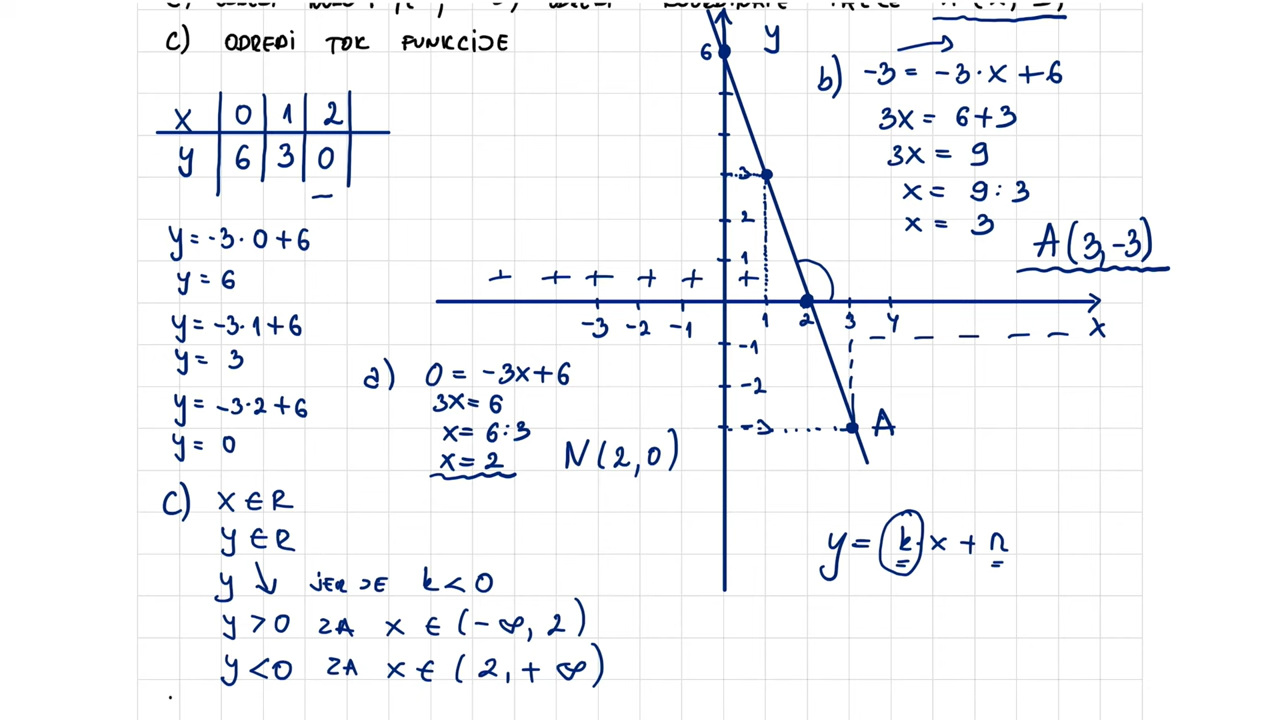 c) ODREDI TOK FUNKCIJE
x | 0 | 1 | 2
y | 6 | 3 | 0
y = -3·0+6
y = 6
y = -3·1+6
y = 3
y = -3·2+6
y = 0
a) 0 = -3x+6
3x = 6
x = 6:3
x = 2
N(2,0)
c) x ∈ R
y ∈ R
y ↓ JER JE k < 0
y > 0 ZA x ∈ (-∞, 2)
y < 0 ZA x ∈ (2, +∞)
y
6
3
2
1
+ + + + + +
-3 -2 -1 1 2 3 4 x
– – – – –
-1
-2
-3
A
b) -3 = -3·x+6
3x = 6+3
3x = 9
x = 9:3
x = 3
A(3,-3)
y = k·x + n